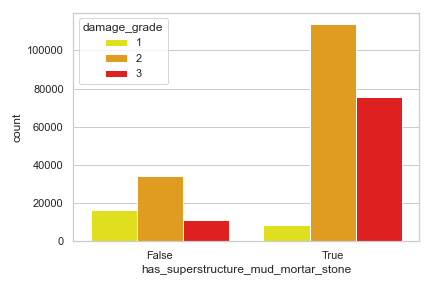 damage_grade
1
2
3
100000
80000
60000
40000
20000
0
count
False True
has_superstructure_mud_mortar_stone